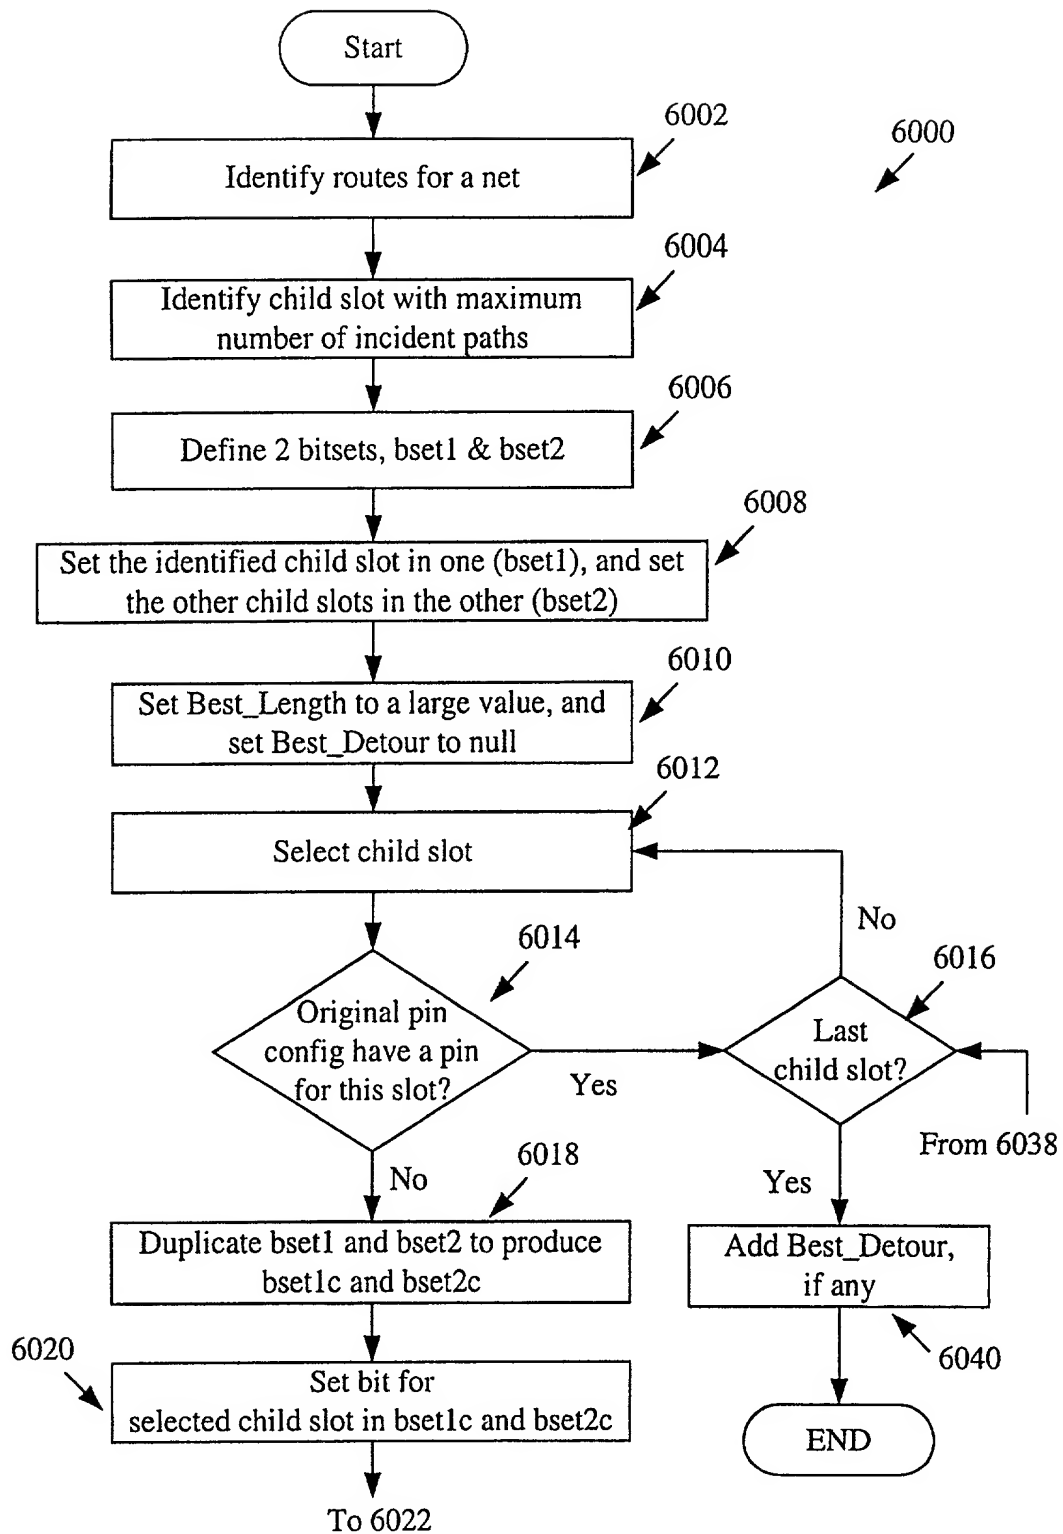 Start
6002
6000
Identify routes for a net
6004
Identify child slot with maximum
number of incident paths
6006
Define 2 bitsets, bset1 & bset2
6008
Set the identified child slot in one (bset1), and set
the other child slots in the other (bset2)
6010
Set Best_Length to a large value, and
set Best_Detour to null
6012
Select child slot
No
6014
6016
Original pin
config have a pin
for this slot?
Last
child slot?
Yes
From 6038
6018
No
Yes
Duplicate bset1 and bset2 to produce
bset1c and bset2c
Add Best_Detour,
if any
6020
6040
Set bit for
selected child slot in bset1c and bset2c
END
To 6022